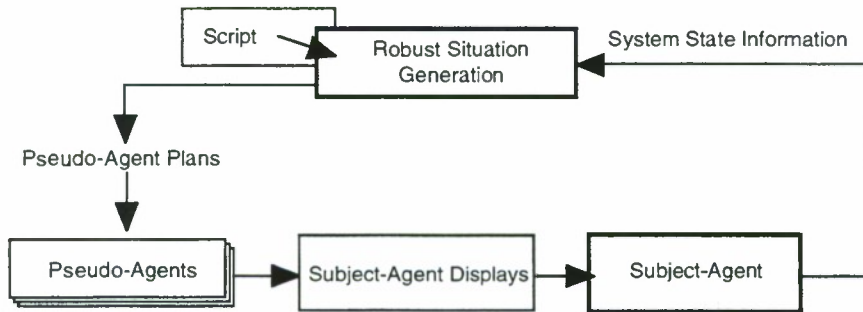 Script
Robust Situation
Generation
System State Information
Pseudo-Agent Plans
Pseudo-Agents
Subject-Agent Displays
Subject-Agent